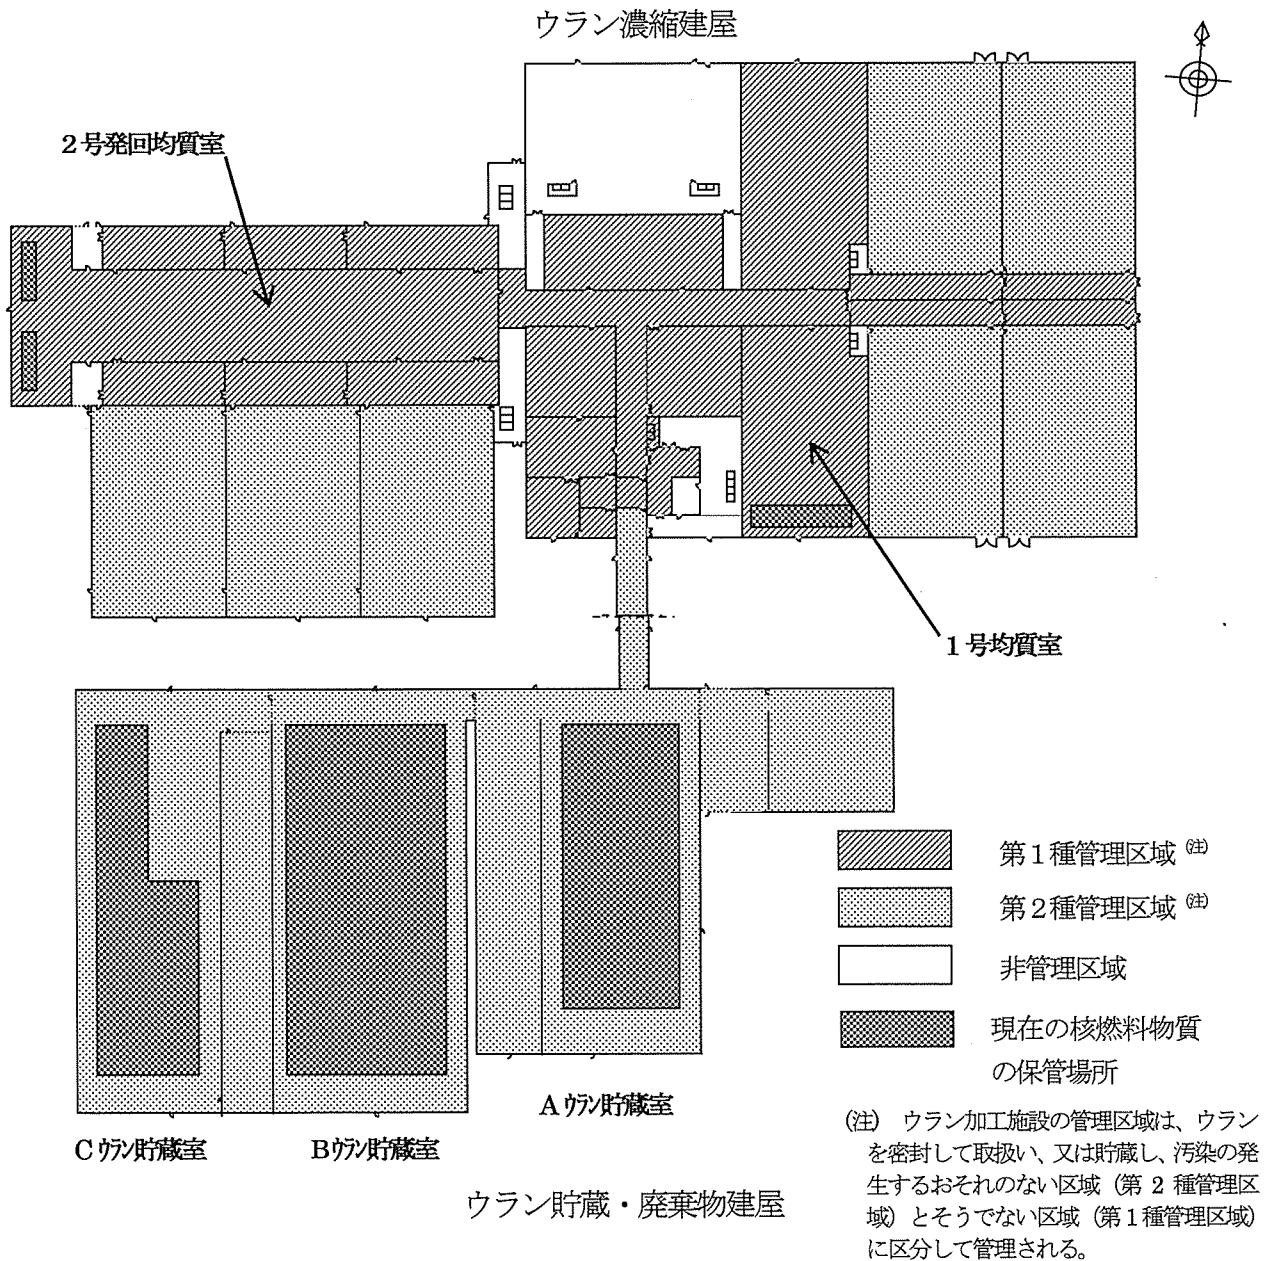 ウラン濃縮建屋
2号発回均質室
1号均質室
第1種管理区域 (注)
第2種管理区域 (注)
非管理区域
現在の核燃料物質
の保管場所
Aウラン貯蔵室
Cウラン貯蔵室
Bウラン貯蔵室
ウラン貯蔵・廃棄物建屋
(注) ウラン加工施設の管理区域は、ウラン
を密封して取扱い、又は貯蔵し、汚染の発
生するおそれのない区域（第 2 種管理区
域）とそうでない区域（第1種管理区域）
に区分して管理される。